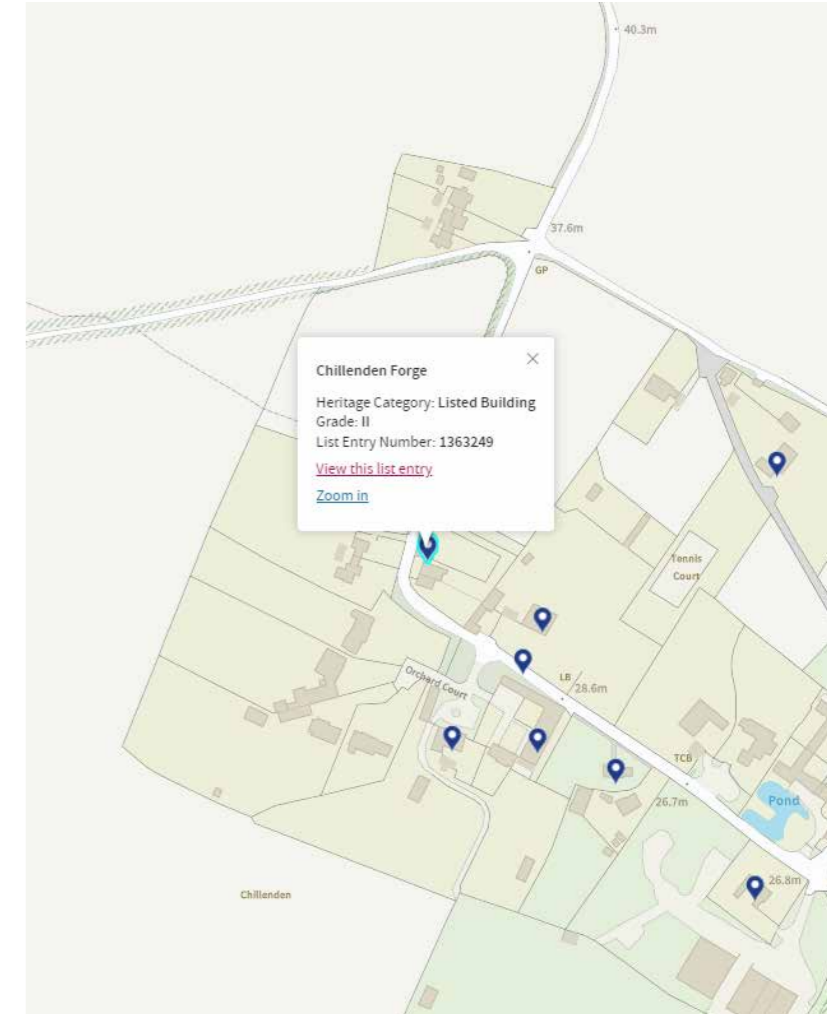 40.3m
37.6m
GP
Chillenden Forge
Heritage Category: Listed Building
Grade: II
List Entry Number: 1363249
View this list entry
Zoom in
Tennis
Court
LB
28.6m
Orchard Court
TCB
26.7m
Pond
26.8m
Chillenden